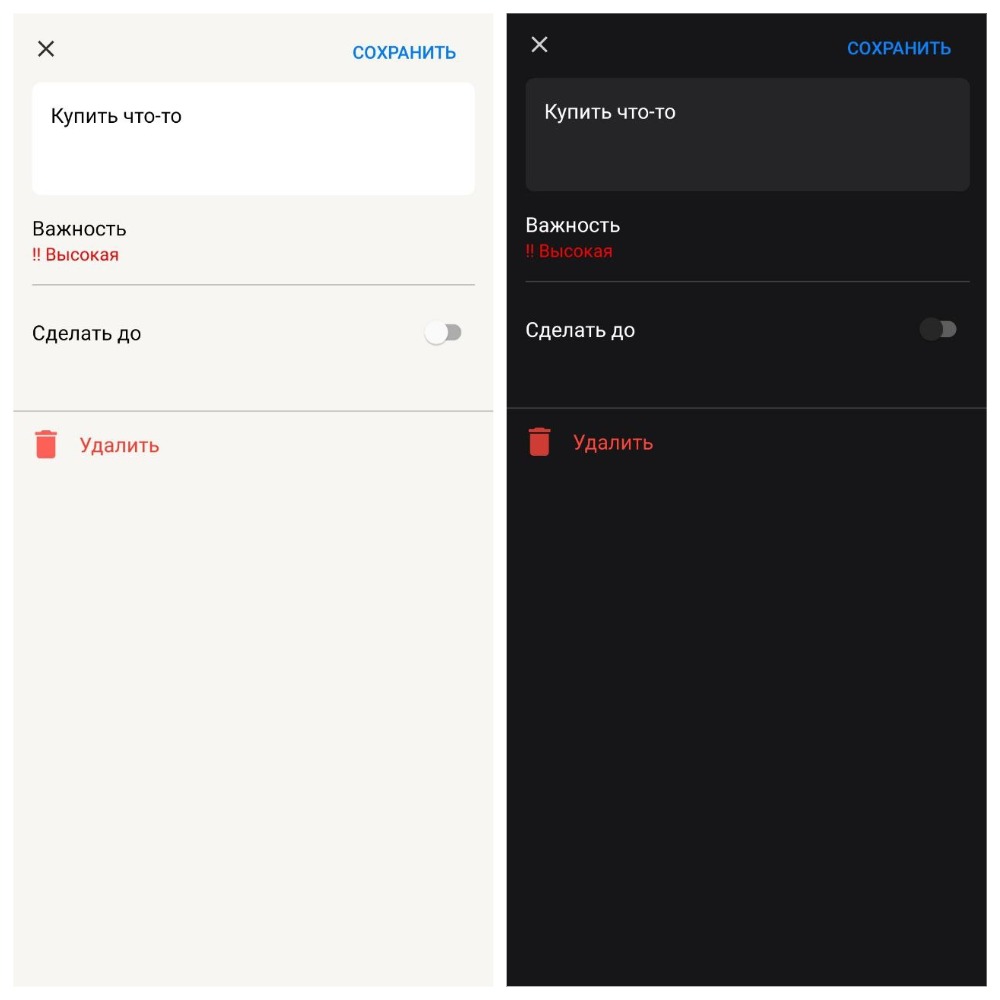 СОХРАНИТЬ
Купить что-то
Важность
!! Высокая
Сделать до
Удалить
СОХРАНИТЬ
Купить что-то
Важность
!! Высокая
Сделать до
Удалить